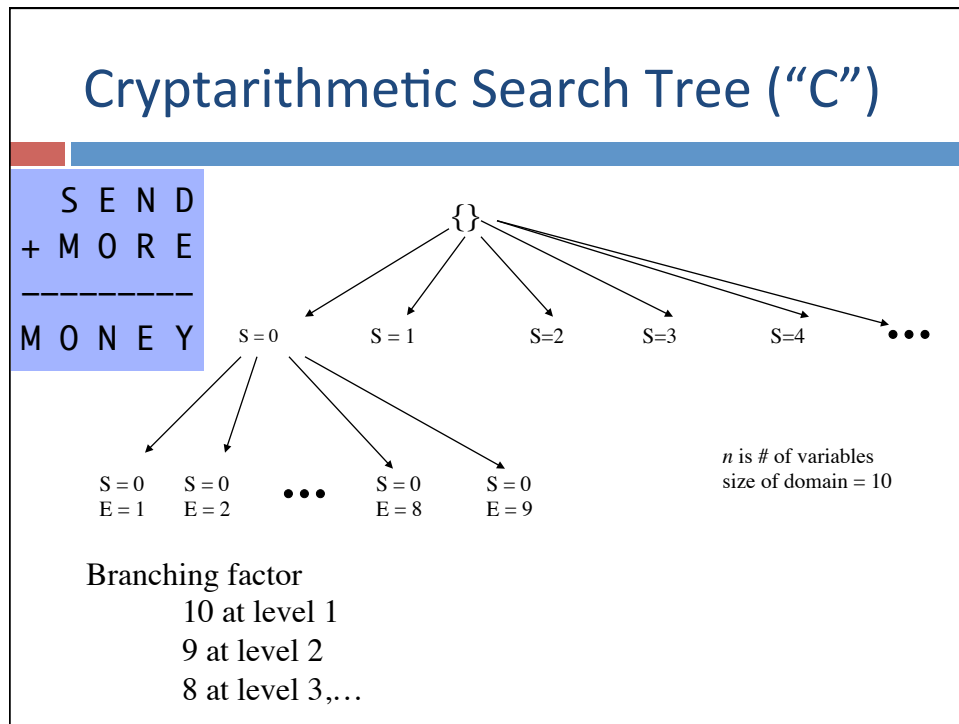 Cryptarithmetic Search Tree (“C”)
S E N D
+ M O R E
---------
M O N E Y
{}
S = 0 S = 1 S=2 S=3 S=4 •••
S = 0 S = 0 ••• S = 0 S = 0
E = 1 E = 2 E = 8 E = 9
n is # of variables
size of domain = 10
Branching factor
10 at level 1
9 at level 2
8 at level 3,…